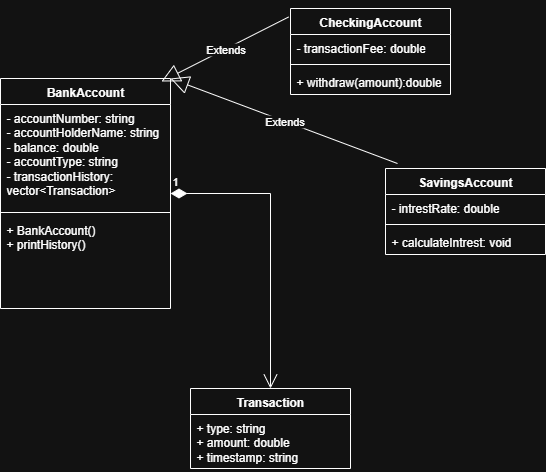 CheckingAccount
- transactionFee: double
+ withdraw(amount):double
Extends
BankAccount
- accountNumber: string
- accountHolderName: string
- balance: double
- accountType: string
- transactionHistory:
vector<Transaction>
+ BankAccount()
+ printHistory()
Extends
SavingsAccount
- intrestRate: double
+ calculateIntrest: void
1
Transaction
+ type: string
+ amount: double
+ timestamp: string